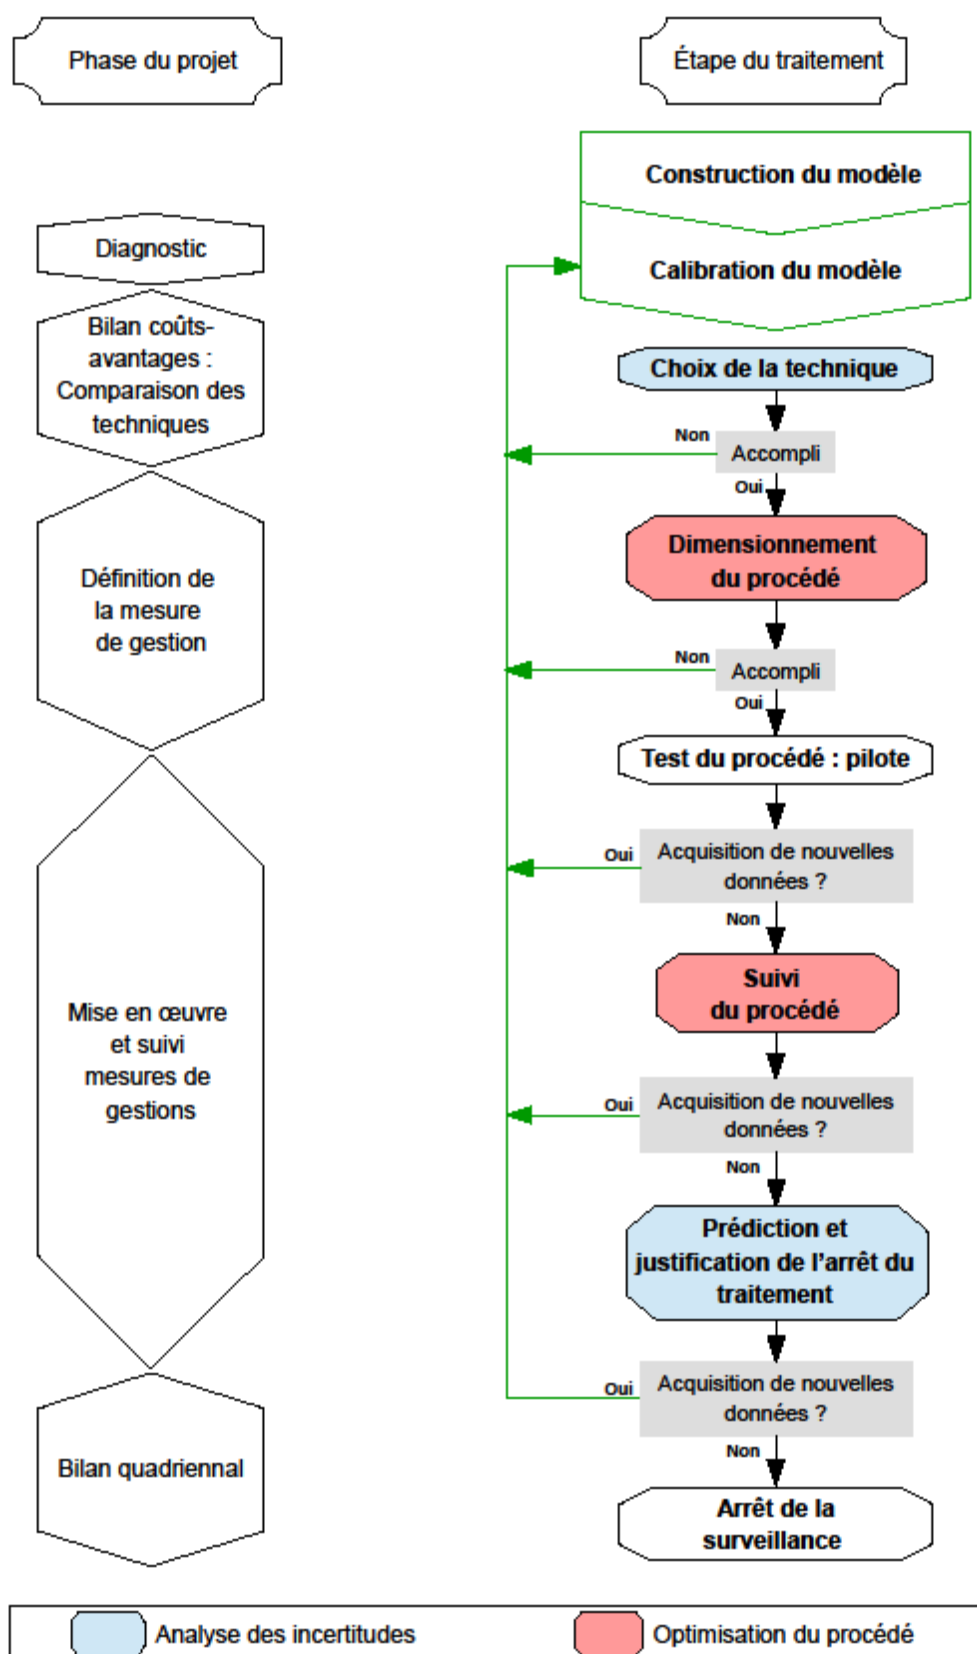 Phase du projet
Étape du traitement
Construction du modèle
Diagnostic
Calibration du modèle
Bilan coûts-
avantages :
Comparaison des
techniques
Choix de la technique
Non
Accompli
Oui
Définition de
la mesure
de gestion
Dimensionnement
du procédé
Non
Accompli
Oui
Test du procédé : pilote
Mise en œuvre
et suivi
mesures de
gestions
Oui
Acquisition de nouvelles
données ?
Non
Suivi
du procédé
Oui
Acquisition de nouvelles
données ?
Non
Prédiction et
justification de l'arrêt du
traitement
Oui
Acquisition de nouvelles
données ?
Non
Bilan quadriennal
Arrêt de la
surveillance
Analyse des incertitudes
Optimisation du procédé